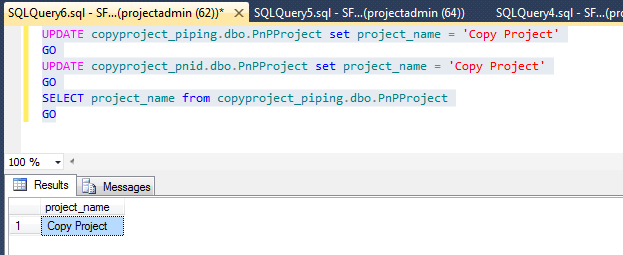 SQLQuery6.sql - SF...(projectadmin (62))* SQLQuery5.sql - SF...(projectadmin (64)) SQLQuery4.sql - SF...(proje
UPDATE copyproject_piping.dbo.PnPProject set project_name = 'Copy Project'
GO
UPDATE copyproject_pnid.dbo.PnPProject set project_name = 'Copy Project'
GO
SELECT project_name from copyproject_piping.dbo.PnPProject
GO
100 %
Results Messages
project_name
1 Copy Project